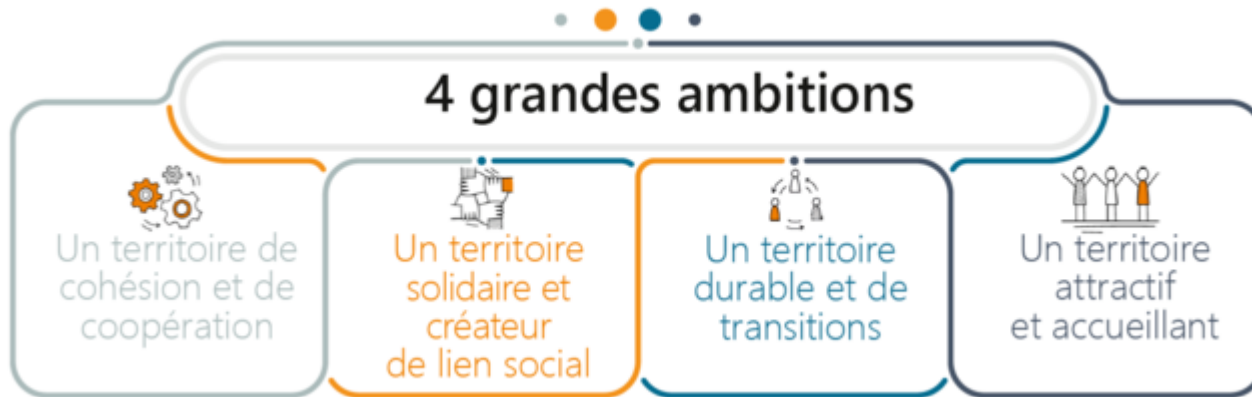 4 grandes ambitions
Un territoire de
cohésion et de
coopération
Un territoire
solidaire et
créateur
de lien social
Un territoire
durable et de
transitions
Un territoire
attractif
et accueillant